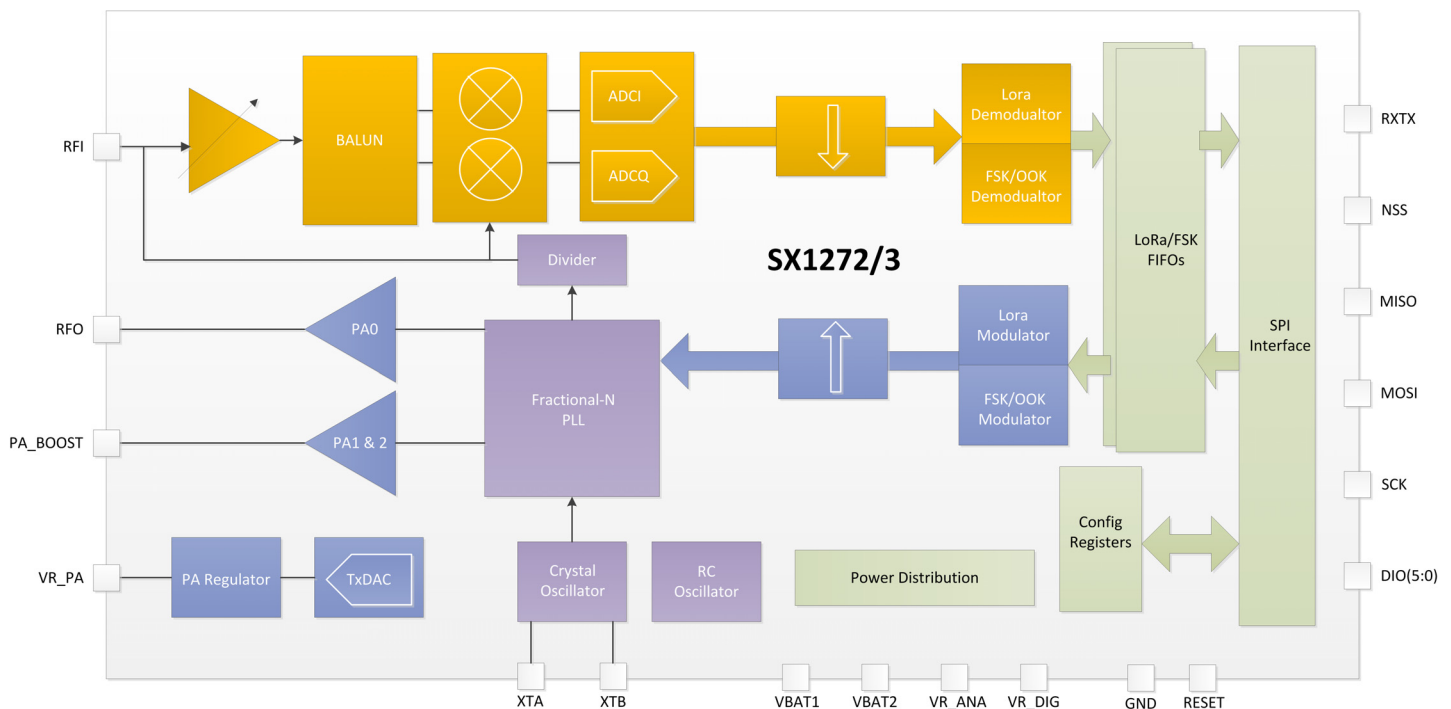 ADCI
Lora
Demodualtor
RXTX
RFI
BALUN
ADCQ
FSK/OOK
Demodualtor
NSS
LoRa/FSK
FIFOs
Divider
SX1272/3
MISO
RFO
PA0
Lora
Modulator
SPI
Interface
Fractional-N
PLL
FSK/OOK
Modulator
MOSI
PA_BOOST
PA1 & 2
SCK
Config
Registers
VR_PA
PA Regulator
TxDAC
Crystal
Oscillator
RC
Oscillator
Power Distribution
DIO(5:0)
XTA
XTB
VBAT1
VBAT2
VR_ANA
VR_DIG
GND
RESET